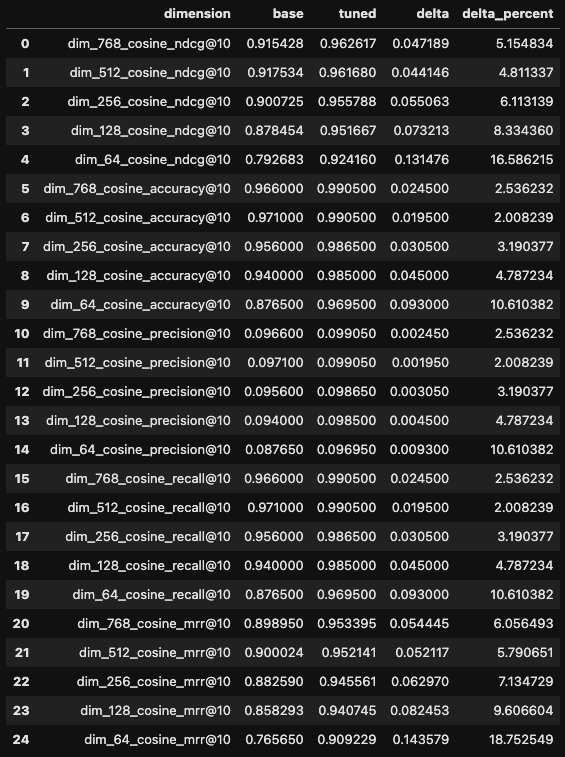 dimension base tuned delta delta_percent
0 dim_768_cosine_ndcg@10 0.915428 0.962617 0.047189 5.154834
1 dim_512_cosine_ndcg@10 0.917534 0.961680 0.044146 4.811337
2 dim_256_cosine_ndcg@10 0.900725 0.955788 0.055063 6.113139
3 dim_128_cosine_ndcg@10 0.878454 0.951667 0.073213 8.334360
4 dim_64_cosine_ndcg@10 0.792683 0.924160 0.131476 16.586215
5 dim_768_cosine_accuracy@10 0.966000 0.990500 0.024500 2.536232
6 dim_512_cosine_accuracy@10 0.971000 0.990500 0.019500 2.008239
7 dim_256_cosine_accuracy@10 0.956000 0.986500 0.030500 3.190377
8 dim_128_cosine_accuracy@10 0.940000 0.985000 0.045000 4.787234
9 dim_64_cosine_accuracy@10 0.876500 0.969500 0.093000 10.610382
10 dim_768_cosine_precision@10 0.096600 0.099050 0.002450 2.536232
11 dim_512_cosine_precision@10 0.097100 0.099050 0.001950 2.008239
12 dim_256_cosine_precision@10 0.095600 0.098650 0.003050 3.190377
13 dim_128_cosine_precision@10 0.094000 0.098500 0.004500 4.787234
14 dim_64_cosine_precision@10 0.087650 0.096950 0.009300 10.610382
15 dim_768_cosine_recall@10 0.966000 0.990500 0.024500 2.536232
16 dim_512_cosine_recall@10 0.971000 0.990500 0.019500 2.008239
17 dim_256_cosine_recall@10 0.956000 0.986500 0.030500 3.190377
18 dim_128_cosine_recall@10 0.940000 0.985000 0.045000 4.787234
19 dim_64_cosine_recall@10 0.876500 0.969500 0.093000 10.610382
20 dim_768_cosine_mrr@10 0.898950 0.953395 0.054445 6.056493
21 dim_512_cosine_mrr@10 0.900024 0.952141 0.052117 5.790651
22 dim_256_cosine_mrr@10 0.882590 0.945561 0.062970 7.134729
23 dim_128_cosine_mrr@10 0.858293 0.940745 0.082453 9.606604
24 dim_64_cosine_mrr@10 0.765650 0.909229 0.143579 18.752549